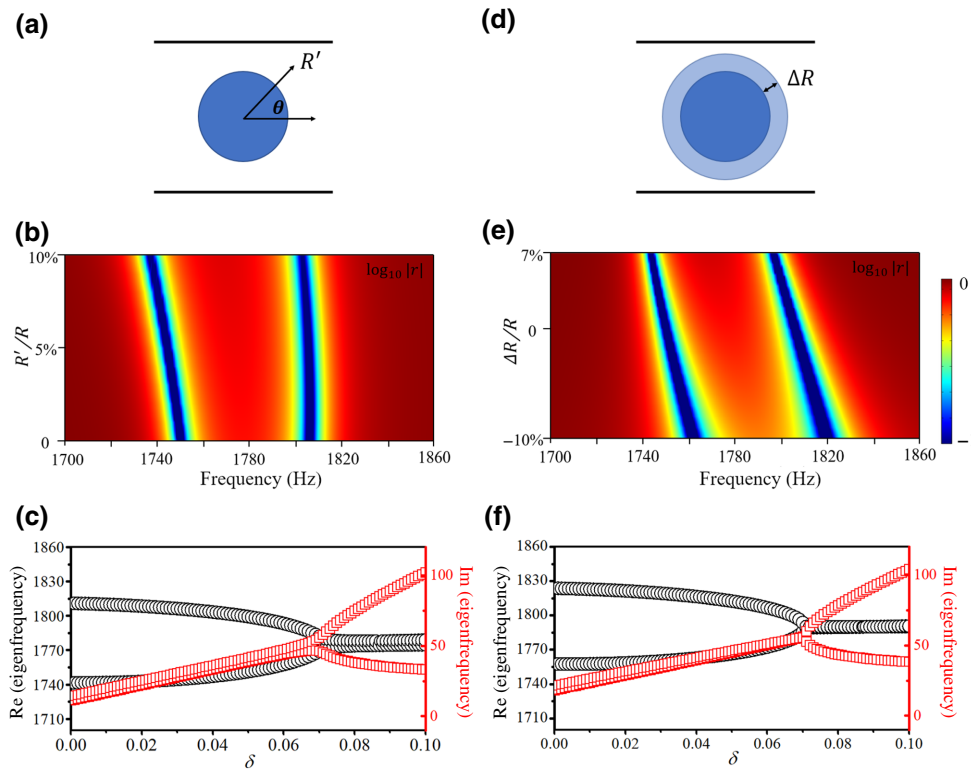 (a)
R′
θ
(d)
ΔR
(b)
log₁₀ |r|
10%
5%
0
R′/R
1700
1740
1780
1820
1860
Frequency (Hz)
(e)
log₁₀ |r|
7%
0
−10%
ΔR/R
1700
1740
1780
1820
1860
Frequency (Hz)
0
−
(c)
1860
1830
1800
1770
1740
1710
Re (eigenfrequency)
100
50
0
Im (eigenfrequency)
0.00
0.02
0.04
0.06
0.08
0.10
δ
(f)
1860
1830
1800
1770
1740
1710
Re (eigenfrequency)
100
50
0
Im (eigenfrequency)
0.00
0.02
0.04
0.06
0.08
0.10
δ